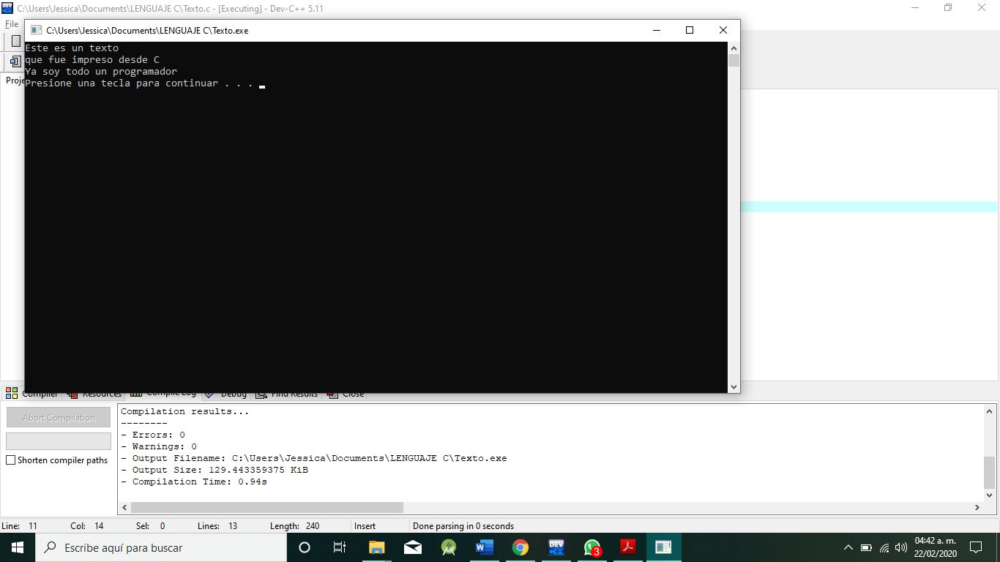 C:\Users\Jessica\Documents\LENGUAJE C\Texto.c - [Executing] - Dev-C++ 5.11
File
C:\Users\Jessica\Documents\LENGUAJE C\Texto.exe
Este es un texto
que fue impreso desde C
Ya soy todo un programador
Presione una tecla para continuar . . .
Proje
Compiler Resources Compile Log Debug Find Results Close
Abort Compilation
Shorten compiler paths
Compilation results...
--------
- Errors: 0
- Warnings: 0
- Output Filename: C:\Users\Jessica\Documents\LENGUAJE C\Texto.exe
- Output Size: 129.443359375 KiB
- Compilation Time: 0.94s
Line: 11 Col: 14 Sel: 0 Lines: 13 Length: 240 Insert Done parsing in 0 seconds
Escribe aquí para buscar
DEV
3
04:42 a. m.
22/02/2020